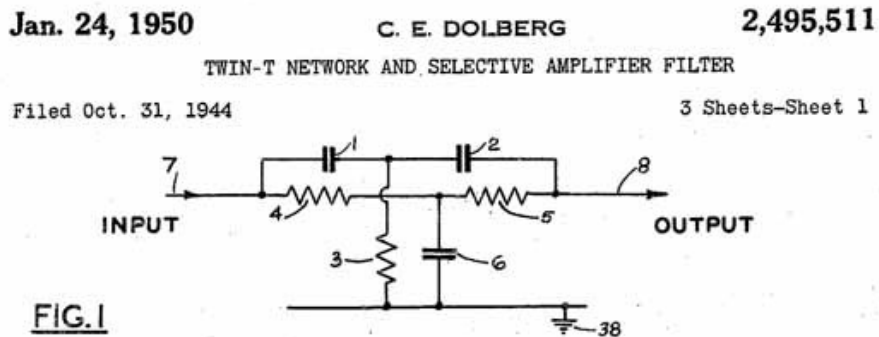 Jan. 24, 1950 C. E. DOLBERG 2,495,511
TWIN-T NETWORK AND SELECTIVE AMPLIFIER FILTER
Filed Oct. 31, 1944 3 Sheets-Sheet 1
1 2
7 8
4 5
INPUT OUTPUT
3 6
FIG.1
38